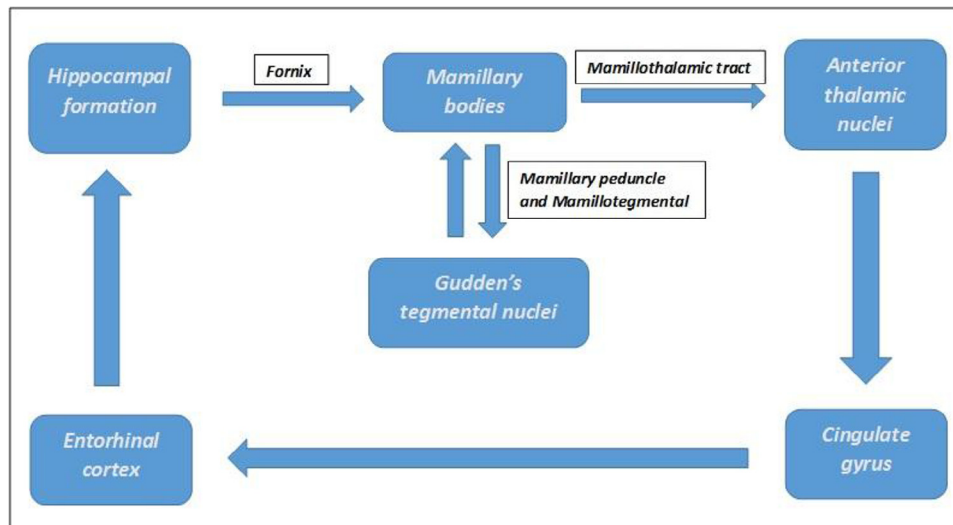 Hippocampal
formation
Fornix
Mamillary
bodies
Mamillothalamic tract
Anterior
thalamic
nuclei
Mamillary peduncle
and Mamillotegmental
Gudden's
tegmental nuclei
Entorhinal
cortex
Cingulate
gyrus